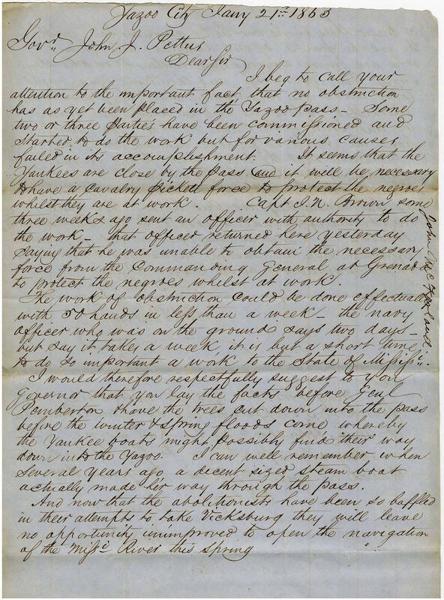 Yazoo City Jany 21st 1863
Govr. John J. Pettus
Dear Sir
I beg to call your
attention to the important fact that no obstruction
has as yet been placed in the Yazoo pass - Some
two or three parties have been commissioned and
started to do the work but for various causes
failed in its accomplishment. It seems that the
Yankees are close by the pass and it will be necessary
to have a cavalry picket force to protect the negroes
whilst they are at work. Capt I. N. Brown some
three weeks ago sent an officer with authority to do
the work - that officer returned here yesterday
saying that he was unable to obtain the necessary
force from the Commanding General at Grenada
to protect the negroes whilst at work.
The work of obstruction could be done effectually
with 50 hands in less than a week - the navy
officer who was on the ground says two days,
but say it takes a week it is but a short time
to do so important a work to the State of Missippi.
I would therefore respectfully suggest to you
Governor that you lay the facts before Genl
Pemberton & have the trees cut down into the pass
before the winter & spring floods come whereby
the Yankee boats might possibly find their way
down into the Yazoo. I can well remember when
several years ago, a decent sized steam boat
actually made her way through the pass.
And now that the abolitionists have been so baffled
in their attempts to take Vicksburg they will leave
no opportunity unimproved to open the navigation
of the Missi River this spring
John M. C.